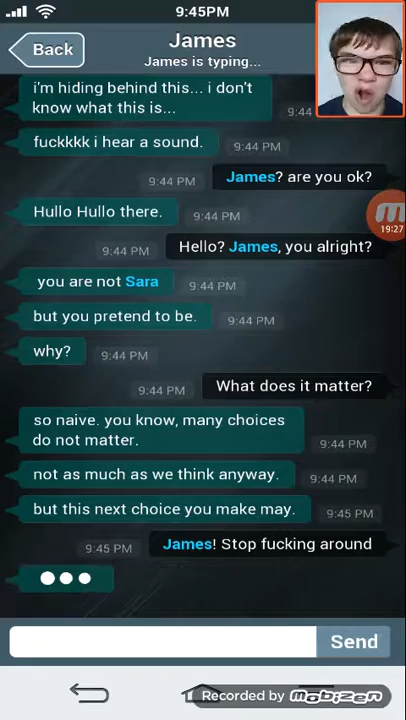 9:45PM
Back
James
James is typing...
i'm hiding behind this... i don't
know what this is...
9:44
fuckkkk i hear a sound.
9:44 PM
James? are you ok?
9:44 PM
Hullo Hullo there.
9:44 PM
19:27
Hello? James, you alright?
9:44 PM
you are not Sara
9:44 PM
but you pretend to be.
9:44 PM
why?
9:44 PM
What does it matter?
9:44 PM
so naive. you know, many choices
do not matter.
9:44 PM
not as much as we think anyway.
9:44 PM
but this next choice you make may.
9:45 PM
James! Stop fucking around
9:45 PM
Send
Recorded by mobizen